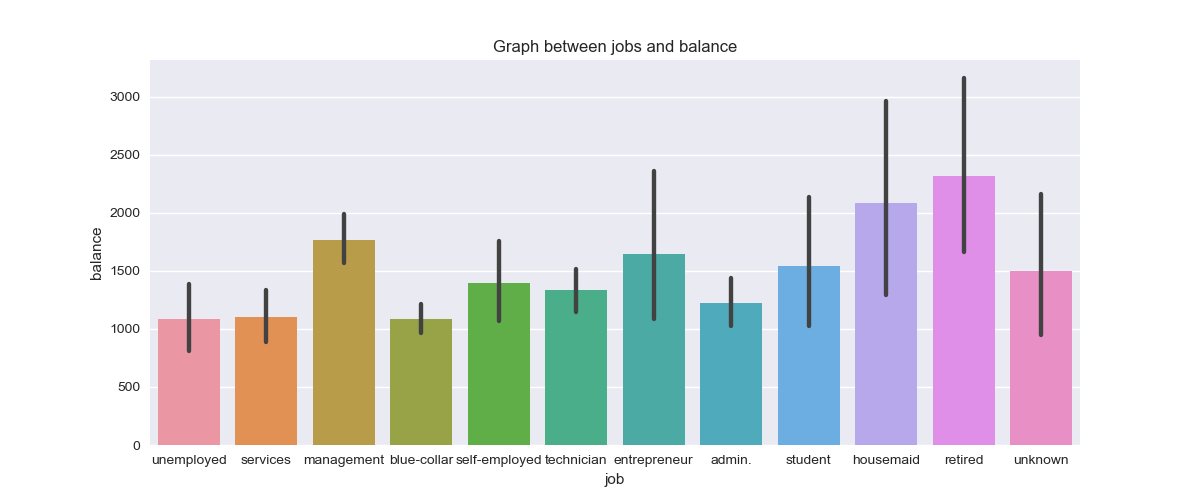 Graph between jobs and balance
3000
2500
2000
1500
1000
500
0
balance
unemployed services management blue-collar self-employed technician entrepreneur admin. student housemaid retired unknown
job